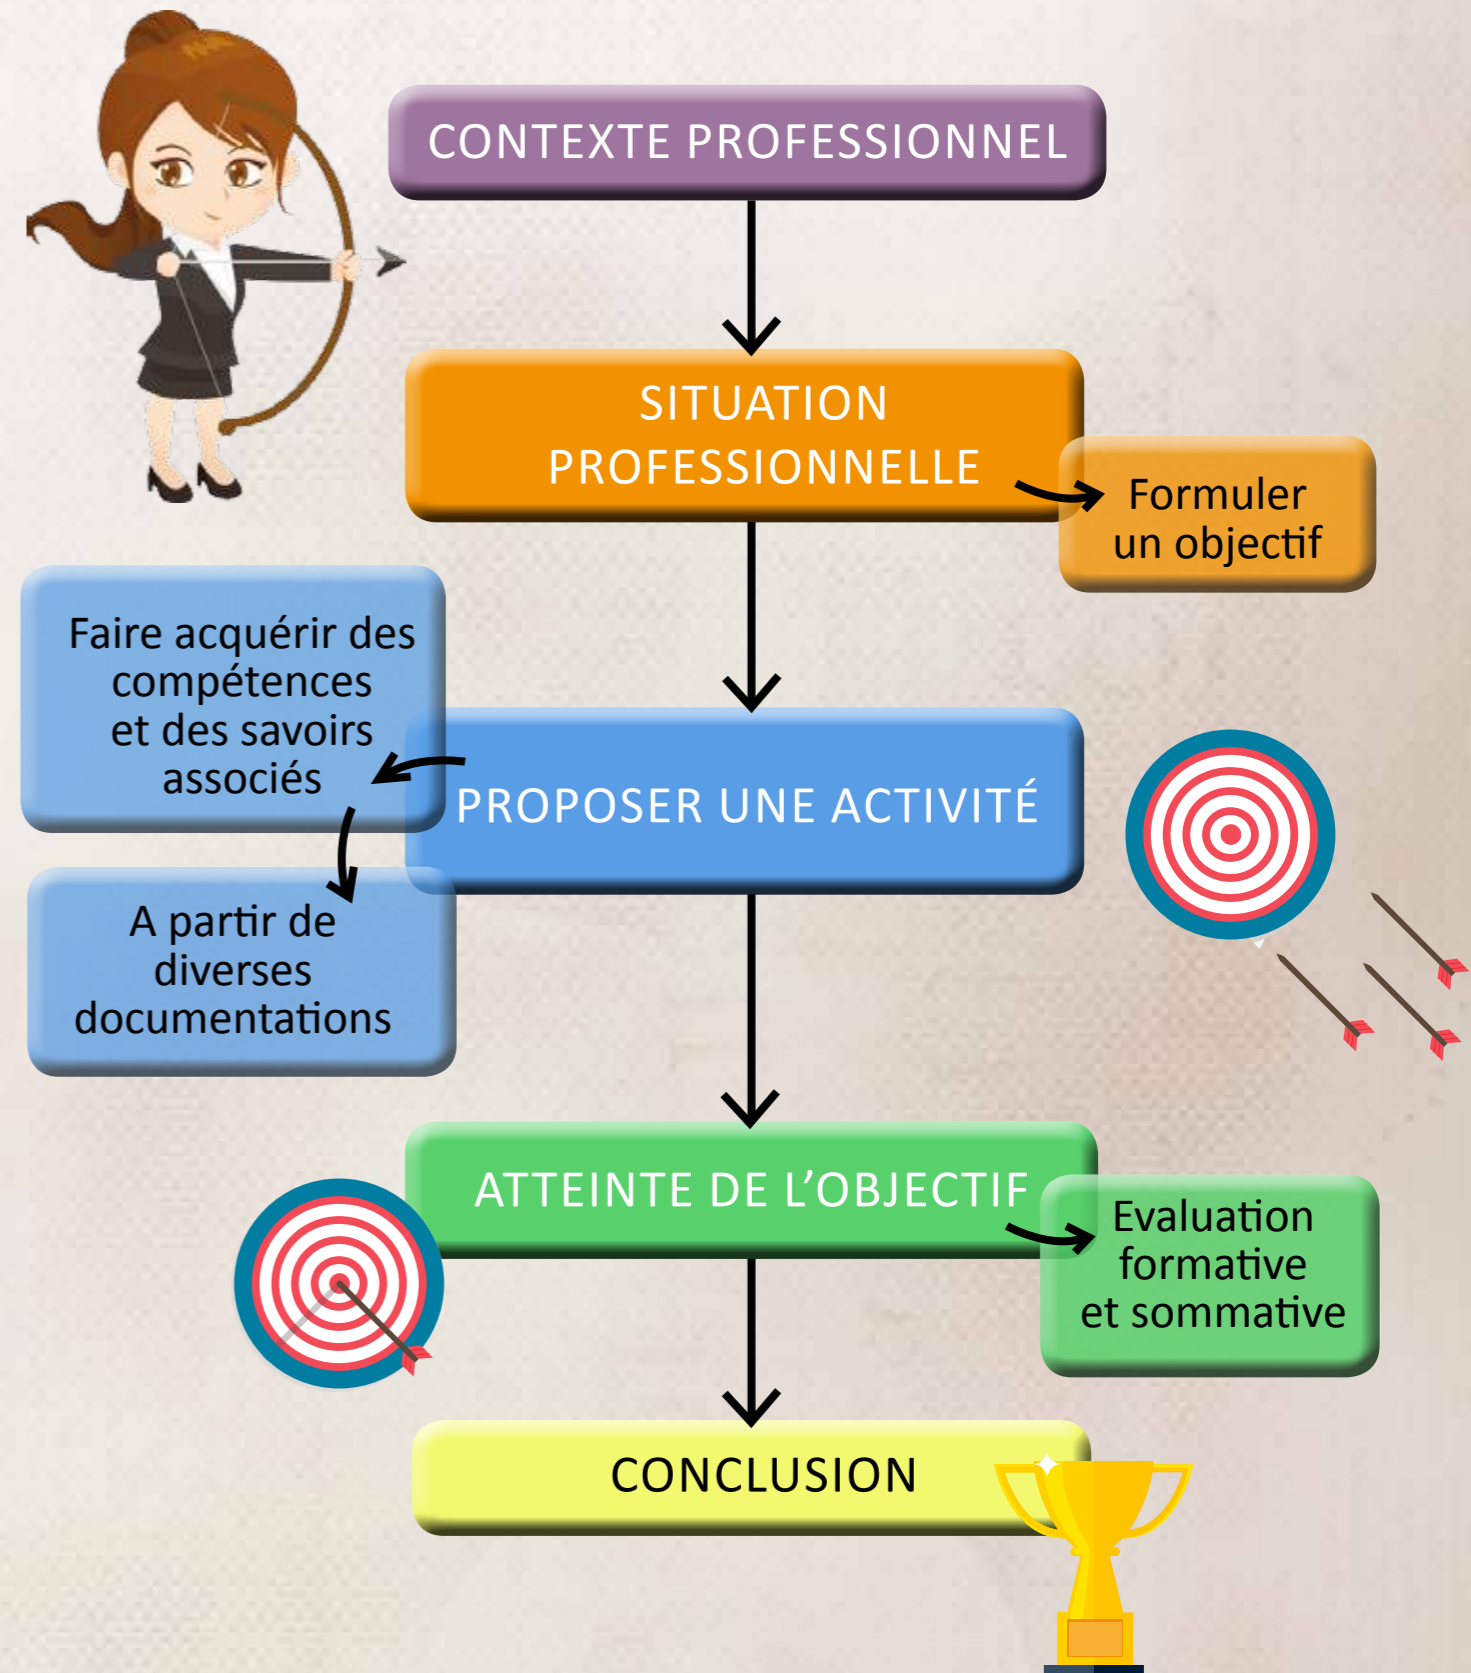 CONTEXTE PROFESSIONNEL
SITUATION
PROFESSIONNELLE
Formuler
un objectif
Faire acquérir des
compétences
et des savoirs
associés
PROPOSER UNE ACTIVITÉ
A partir de
diverses
documentations
ATTEINTE DE L’OBJECTIF
Evaluation
formative
et sommative
CONCLUSION